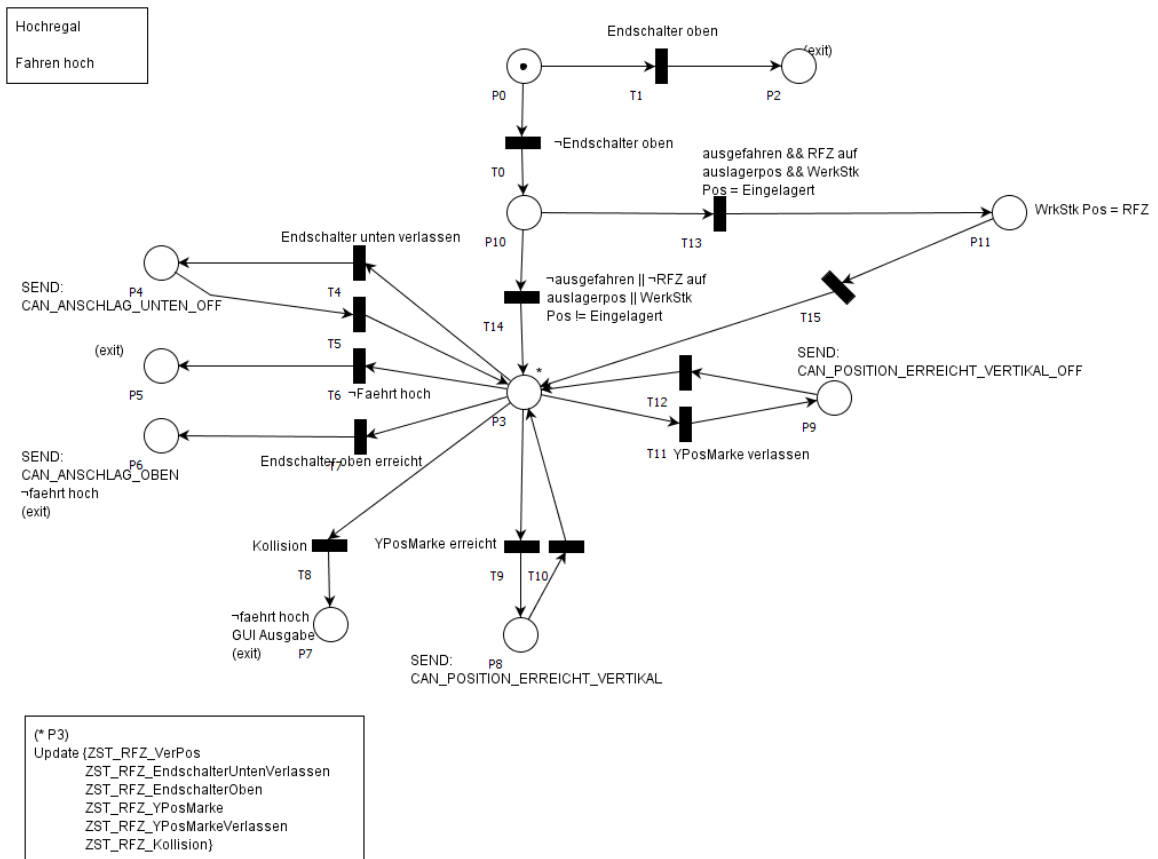 Hochregal
Fahren hoch
Endschalter oben
(exit)
P0
T1
P2
¬Endschalter oben
T0
ausgefahren && RFZ auf
auslagerpos && WerkStk
Pos = Eingelagert
P10
T13
P11
WrkStk Pos = RFZ
Endschalter unten verlassen
P4
T4
SEND:
CAN_ANSCHLAG_UNTEN_OFF
¬ausgefahren || ¬RFZ auf
auslagerpos || WerkStk
Pos != Eingelagert
T14
T15
T5
(exit)
P5
T6
¬Faehrt hoch
*
P3
SEND:
CAN_POSITION_ERREICHT_VERTIKAL_OFF
T12
P9
T11
YPosMarke verlassen
P6
T7
Endschalter oben erreicht
SEND:
CAN_ANSCHLAG_OBEN
¬faehrt hoch
(exit)
Kollision
T8
YPosMarke erreicht
T9
T10
¬faehrt hoch
GUI Ausgabe
(exit)
P7
P8
SEND:
CAN_POSITION_ERREICHT_VERTIKAL
(* P3)
Update {ZST_RFZ_VerPos
ZST_RFZ_EndschalterUntenVerlassen
ZST_RFZ_EndschalterOben
ZST_RFZ_YPosMarke
ZST_RFZ_YPosMarkeVerlassen
ZST_RFZ_Kollision}